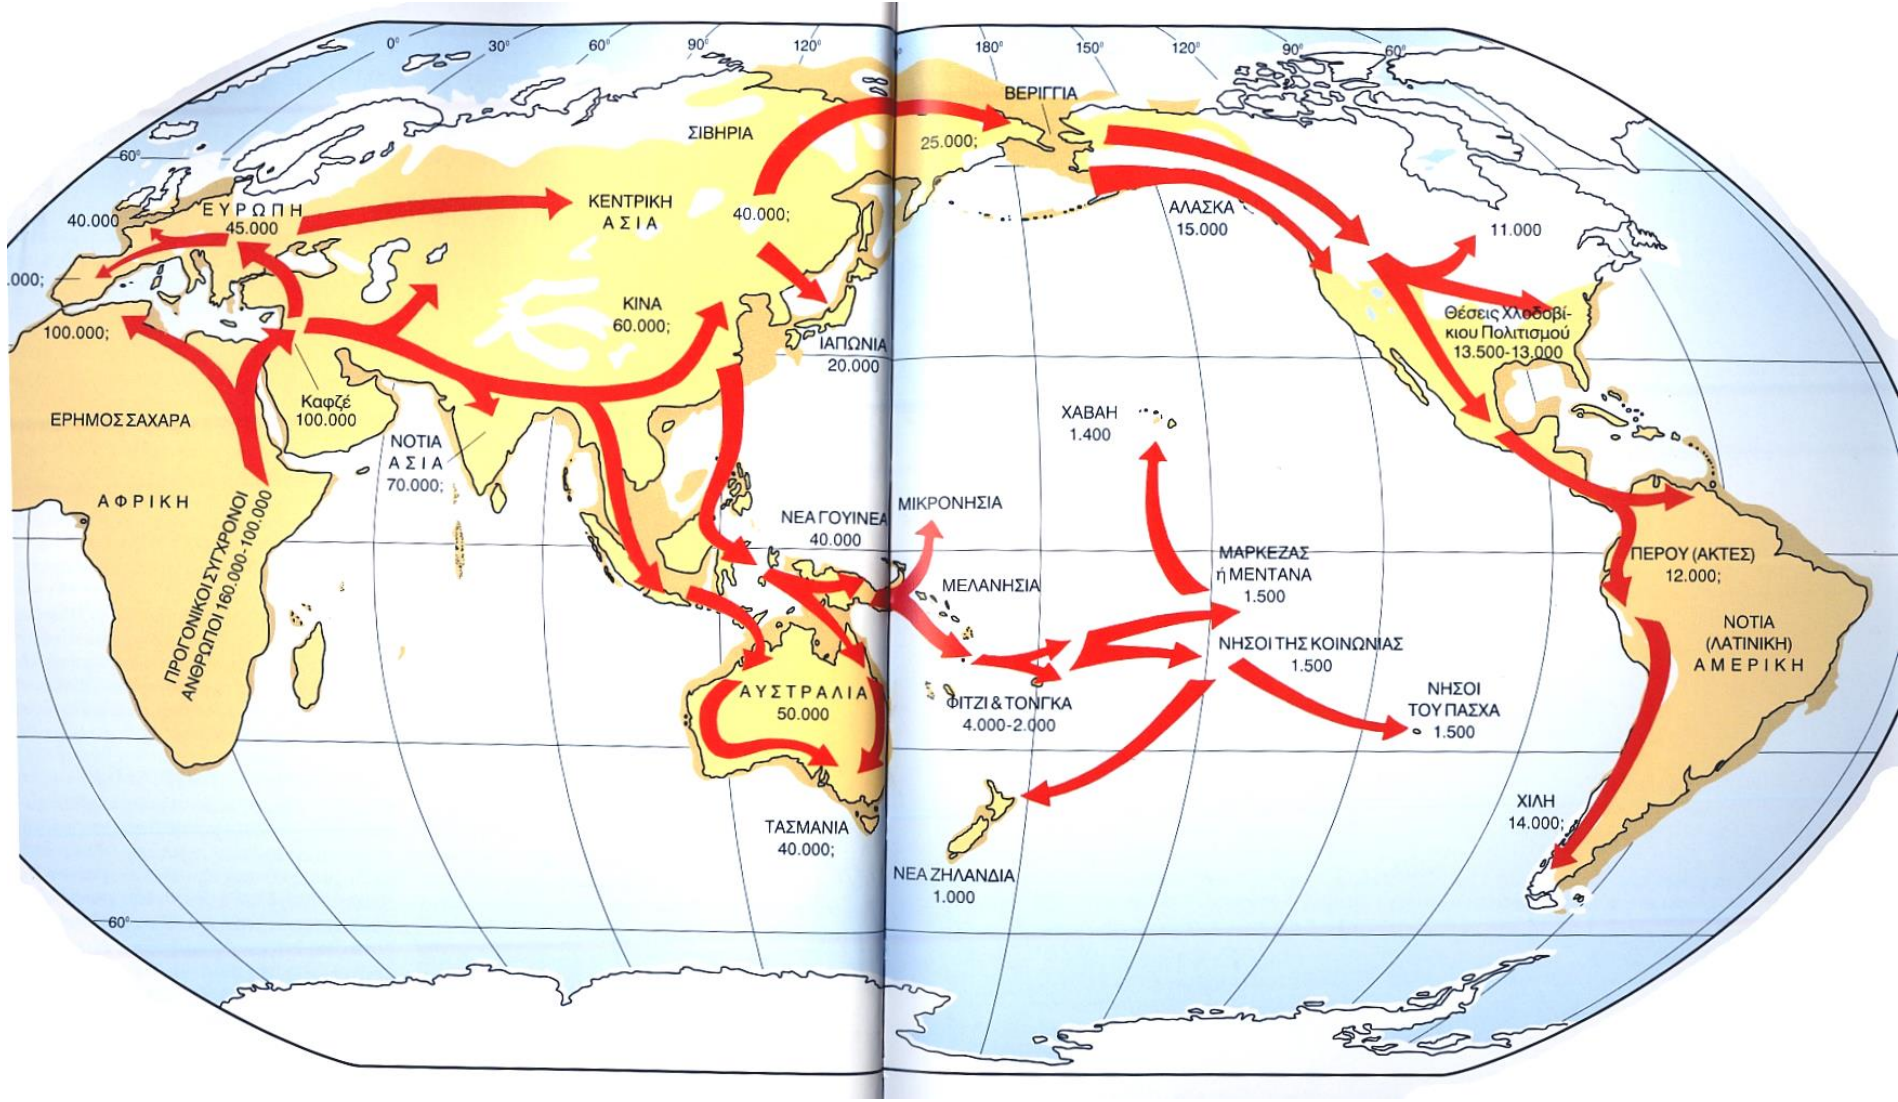 0°
30°
60°
90°
120°
180°
150°
120°
90°
60°
60°
ΒΕΡΙΓΓΙΑ
ΣΙΒΗΡΙΑ
25.000;
40.000
ΕΥΡΩΠΗ
45.000
ΚΕΝΤΡΙΚΗ
ΑΣΙΑ
40.000;
ΑΛΑΣΚΑ
15.000
11.000
.000;
100.000;
ΚΙΝΑ
60.000;
ΙΑΠΩΝΙΑ
20.000
Θέσεις Χλοδοβί-
κιου Πολιτισμού
13.500-13.000
Καφζέ
100.000
ΕΡΗΜΟΣ ΣΑΧΑΡΑ
ΝΟΤΙΑ
ΑΣΙΑ
70.000;
ΧΑΒΑΗ
1.400
ΑΦΡΙΚΗ
ΠΡΟΓΟΝΙΚΟΙ ΣΥΓΧΡΟΝΟΙ
ΑΝΘΡΩΠΟΙ 160.000-100.000
ΝΕΑ ΓΟΥΙΝΕΑ
40.000
ΜΙΚΡΟΝΗΣΙΑ
ΜΕΛΑΝΗΣΙΑ
ΜΑΡΚΕΖΑΣ
ή ΜΕΝΤΑΝΑ
1.500
ΠΕΡΟΥ (ΑΚΤΕΣ)
12.000;
ΝΟΤΙΑ
(ΛΑΤΙΝΙΚΗ)
ΑΜΕΡΙΚΗ
ΝΗΣΟΙ ΤΗΣ ΚΟΙΝΩΝΙΑΣ
1.500
ΑΥΣΤΡΑΛΙΑ
50.000
ΦΙΤΖΙ & ΤΟΝΓΚΑ
4.000-2.000
ΝΗΣΟΙ
ΤΟΥ ΠΑΣΧΑ
1.500
ΤΑΣΜΑΝΙΑ
40.000;
ΧΙΛΗ
14.000;
ΝΕΑ ΖΗΛΑΝΔΙΑ
1.000
60°